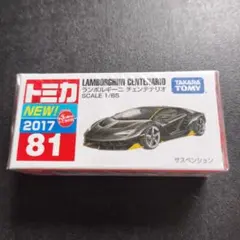 トミカ
LAMBORGHINI CENTENARIO
ランボルギーニ チェンテナリオ
SCALE 1/65
TAKARA
TOMY
NEW!
2017
81
サスペンション